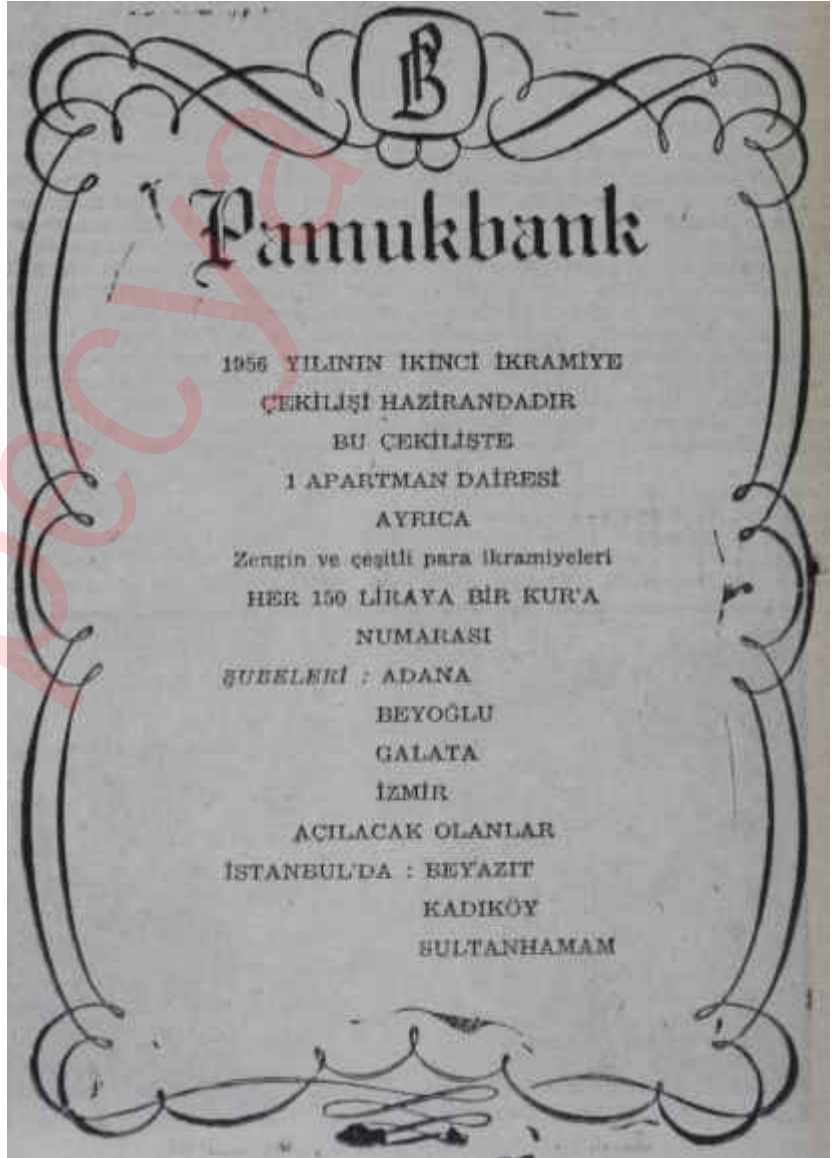 PB
Pamukbank
1956 YILININ İKİNCİ İKRAMİYE
ÇEKİLİŞİ HAZİRANDADIR
BU ÇEKİLİŞTE
1 APARTMAN DAİRESİ
AYRICA
Zengin ve çeşitli para ikramiyeleri
HER 150 LİRAYA BİR KUR'A
NUMARASI
ŞUBELERİ : ADANA
BEYOĞLU
GALATA
İZMİR
AÇILACAK OLANLAR
İSTANBUL'DA : BEYAZIT
KADIKÖY
SULTANHAMAM
pecya